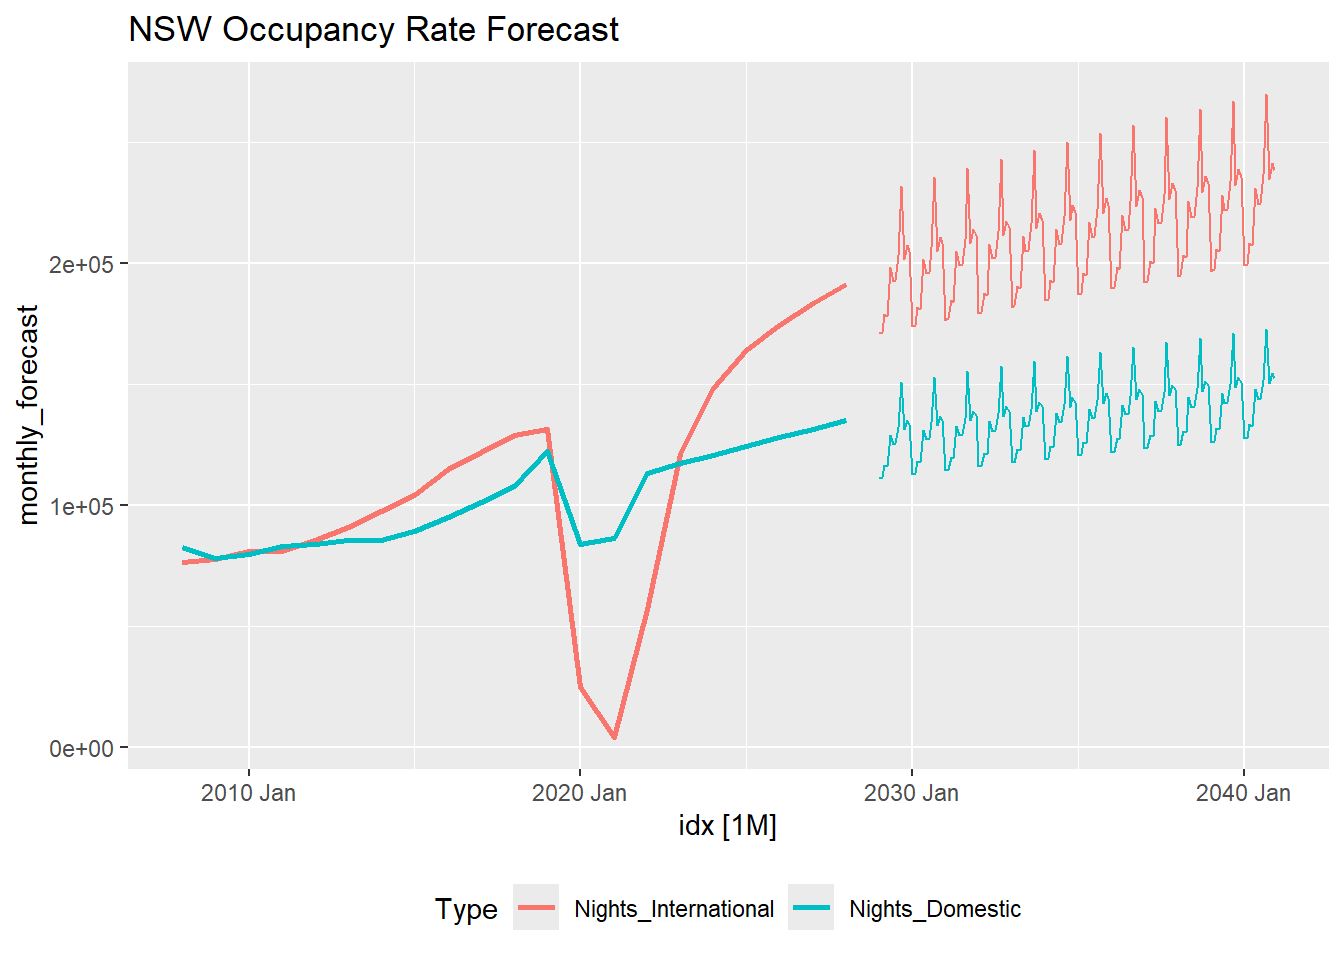 NSW Occupancy Rate Forecast
monthly_forecast
2e+05
1e+05
0e+00
2010 Jan 2020 Jan 2030 Jan 2040 Jan
idx [1M]
Type Nights_International Nights_Domestic